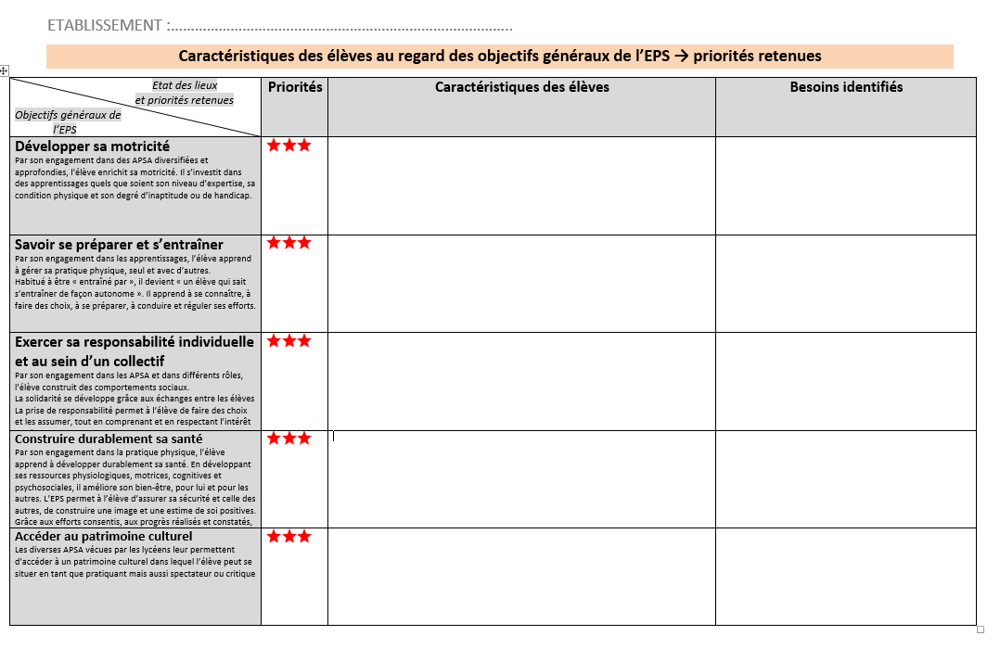 ETABLISSEMENT :..............................................................................
Caractéristiques des élèves au regard des objectifs généraux de l’EPS → priorités retenues
Etat des lieux
et priorités retenues
Objectifs généraux de
l’EPS
Priorités
Caractéristiques des élèves
Besoins identifiés
Développer sa motricité
Par son engagement dans des APSA diversifiées et
approfondies, l’élève enrichit sa motricité. Il s’investit dans
des apprentissages quels que soient son niveau d’expertise, sa
condition physique et son degré d’inaptitude ou de handicap.
Savoir se préparer et s’entraîner
Par son engagement dans les apprentissages, l’élève apprend
à gérer sa pratique physique, seul et avec d’autres.
Habitué à être « entraîné par », il devient « un élève qui sait
s’entraîner de façon autonome ». Il apprend à se connaître, à
faire des choix, à se préparer, à conduire et réguler ses efforts.
Exercer sa responsabilité individuelle
et au sein d’un collectif
Par son engagement dans les APSA et dans différents rôles,
l’élève construit des comportements sociaux.
La solidarité se développe grâce aux échanges entre les élèves
La prise de responsabilité permet à l’élève de faire des choix
et les assumer, tout en comprenant et en respectant l’intérêt
Construire durablement sa santé
Par son engagement dans la pratique physique, l’élève
apprend à développer durablement sa santé. En développant
ses ressources physiologiques, motrices, cognitives et
psychosociales, il améliore son bien-être, pour lui et pour les
autres. L’EPS permet à l’élève d’assurer sa sécurité et celle des
autres, de construire une image et une estime de soi positives.
Grâce aux efforts consentis, aux progrès réalisés et constatés,
Accéder au patrimoine culturel
Les diverses APSA vécues par les lycéens leur permettent
d’accéder à un patrimoine culturel dans lequel l’élève peut se
situer en tant que pratiquant mais aussi spectateur ou critique